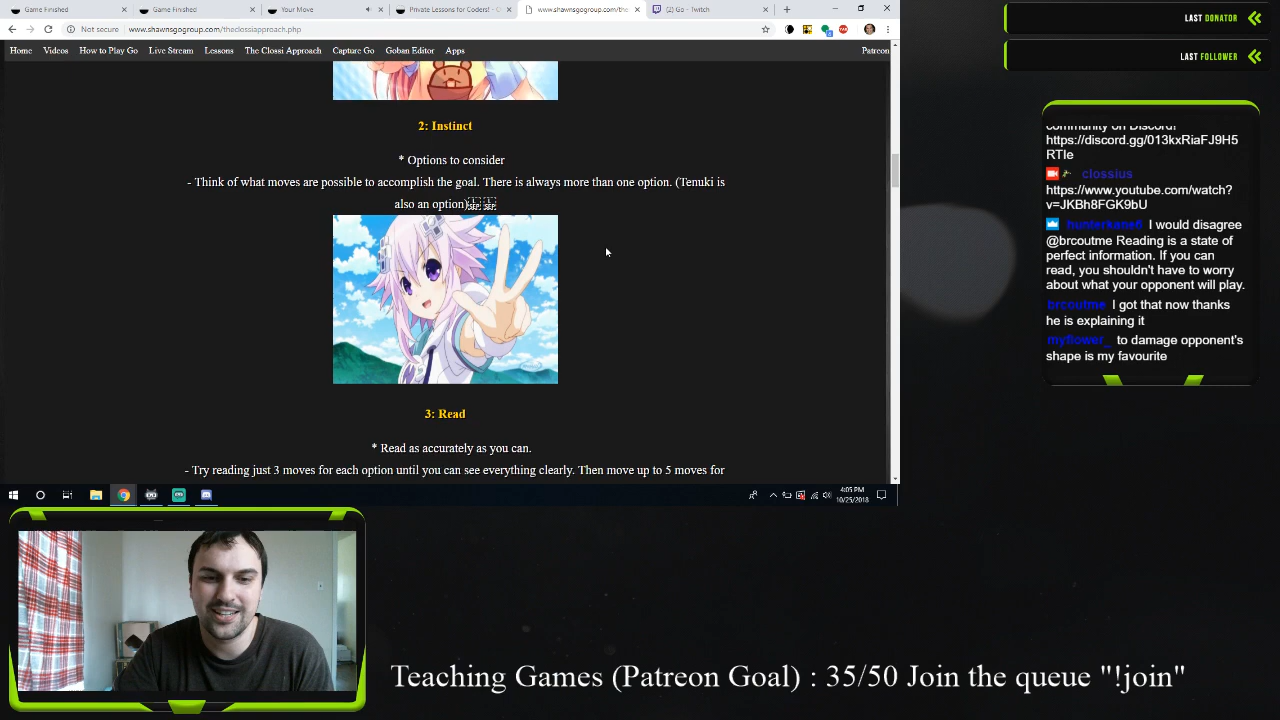 Game Finished
Game Finished
Your Move
Private Lessons for Coders!
www.shawnsgogroup.com/the
(2) Go - Twitch
Not secure www.shawnsgogroup.com/theclossiapproach.php
Home Videos How to Play Go Live Stream Lessons The Clossi Approach Capture Go Goban Editor Apps Patreon
2: Instinct
* Options to consider
- Think of what moves are possible to accomplish the goal. There is always more than one option. (Tenuki is
also an option)
3: Read
* Read as accurately as you can.
- Try reading just 3 moves for each option until you can see everything clearly. Then move up to 5 moves for
4:05 PM
10/25/2018
LAST DONATOR
LAST FOLLOWER
community on Discord!
https://discord.gg/013kxRiaFJ9H5
RTle
clossius
https://www.youtube.com/watch?
v=JKBh8FGK9bU
I would disagree
@brcoutme Reading is a state of
perfect information. If you can
read, you shouldn't have to worry
about what your opponent will play.
brcoutme I got that now thanks
he is explaining it
myflower_ to damage opponent's
shape is my favourite
Teaching Games (Patreon Goal) : 35/50 Join the queue "!join"